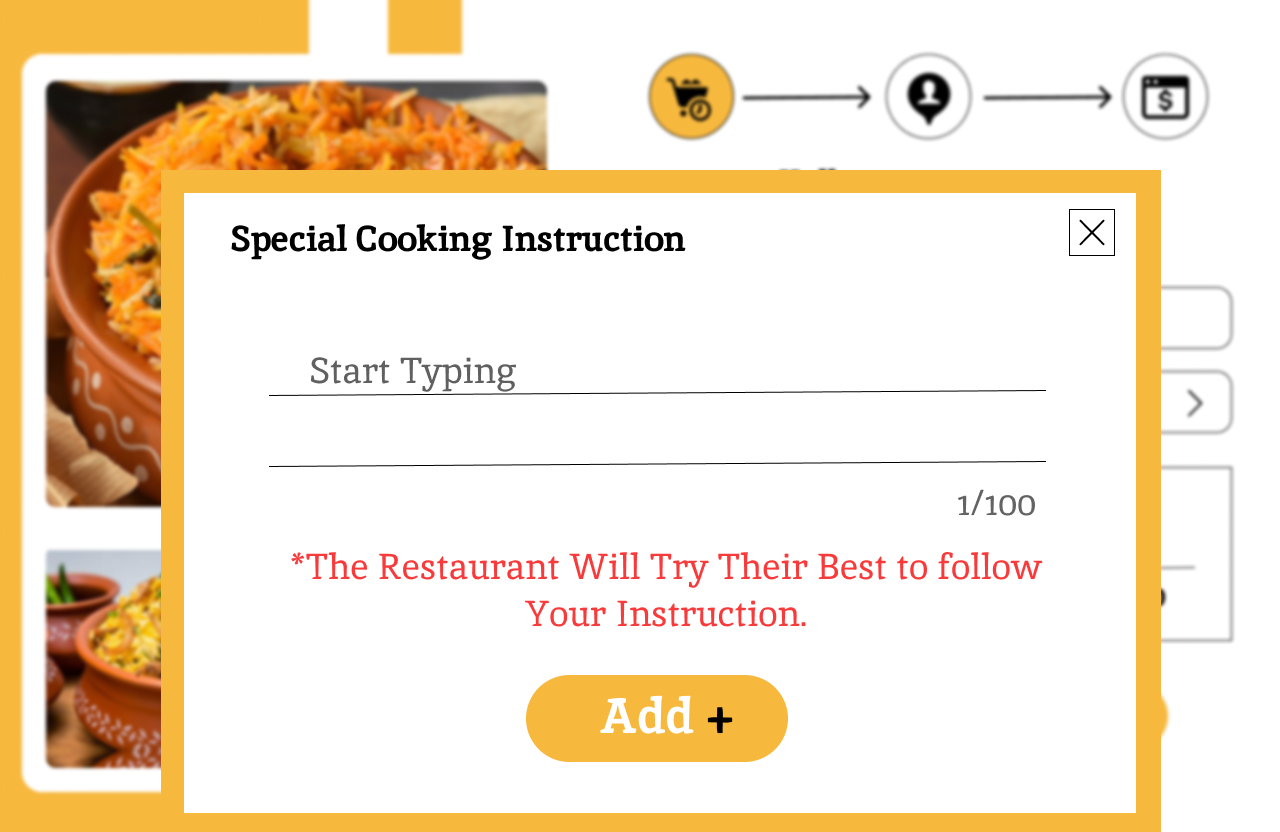 Special Cooking Instruction
Start Typing
1/100
*The Restaurant Will Try Their Best to follow
Your Instruction.
Add +